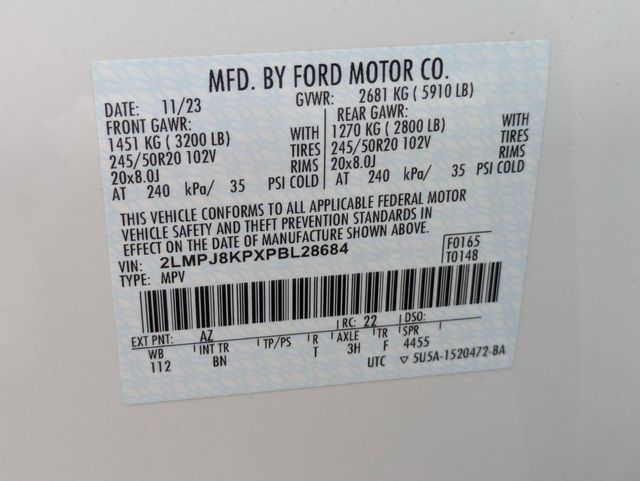 MFD. BY FORD MOTOR CO.
DATE: 11/23 GVWR: 2681 KG ( 5910 LB)
FRONT GAWR: REAR GAWR:
1451 KG ( 3200 LB) WITH 1270 KG ( 2800 LB) WITH
245/50R20 102V TIRES 245/50R20 102V TIRES
20x8.0J RIMS 20x8.0J RIMS
AT 240 kPa/ 35 PSI COLD AT 240 kPa/ 35 PSI COLD
THIS VEHICLE CONFORMS TO ALL APPLICABLE FEDERAL MOTOR
VEHICLE SAFETY AND THEFT PREVENTION STANDARDS IN
EFFECT ON THE DATE OF MANUFACTURE SHOWN ABOVE.
VIN: 2LMPJ8KPXPBL28684 F0165
TYPE: MPV T0148
EXT PNT: AZ RC: 22 DSO:
WB INT TR TP/PS R AXLE TR SPR
112 BN T 3H F 4455
UTC ▽ 5U5A-1520472-BA